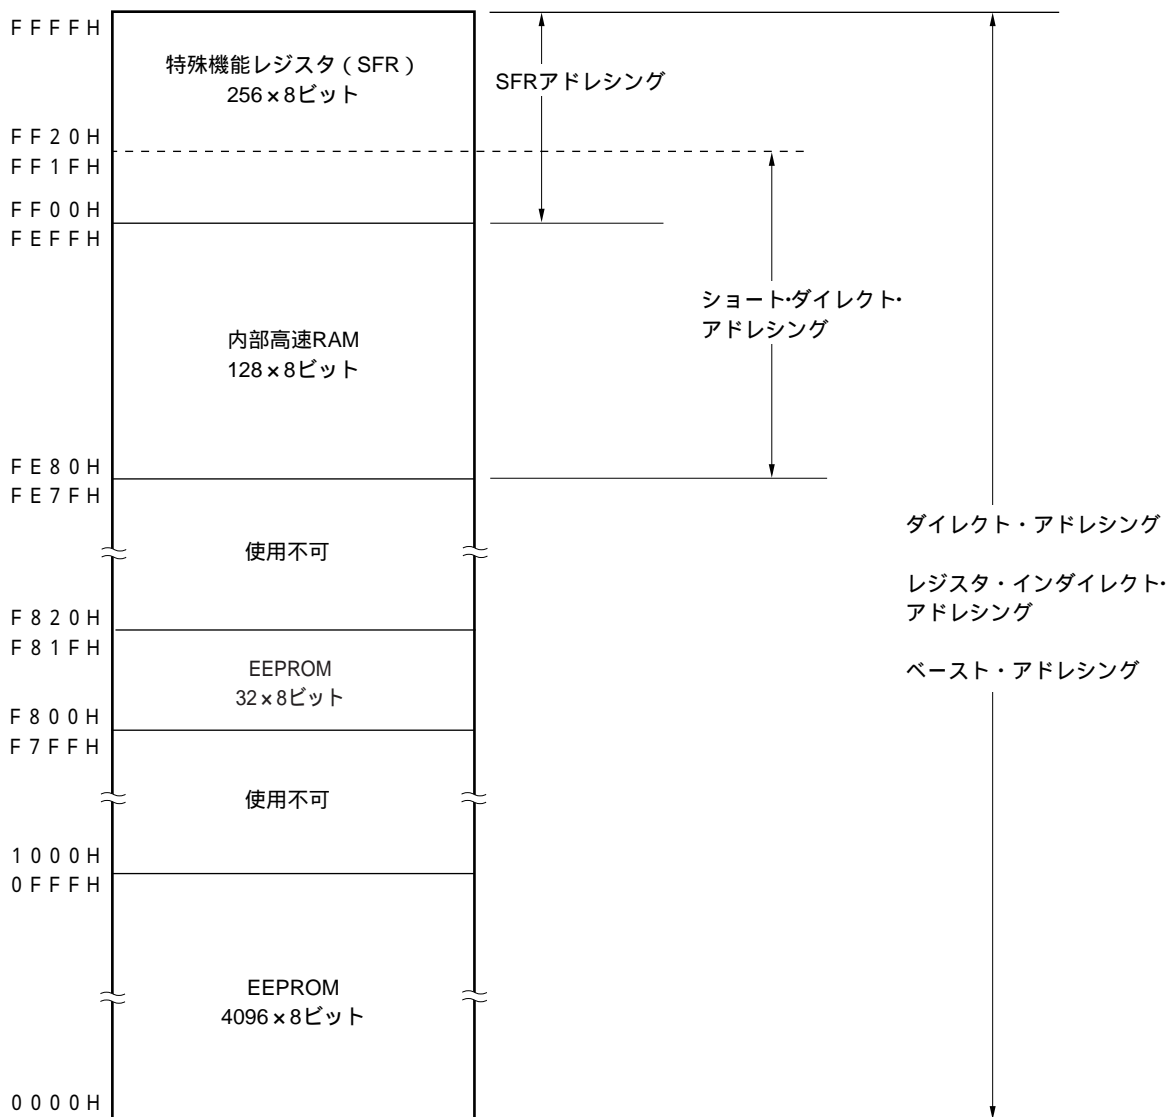 FFFFH
特殊機能レジスタ（SFR）
256×8ビット
SFRアドレシング
FF20H
FF1FH
FF00H
FEFFH
ショート・ダイレクト・
アドレシング
内部高速RAM
128×8ビット
FE80H
FE7FH
ダイレクト・アドレシング
レジスタ・インダイレクト・
アドレシング
ベースト・アドレシング
使用不可
F820H
F81FH
EEPROM
32×8ビット
F800H
F7FFH
使用不可
1000H
0FFFH
EEPROM
4096×8ビット
0000H